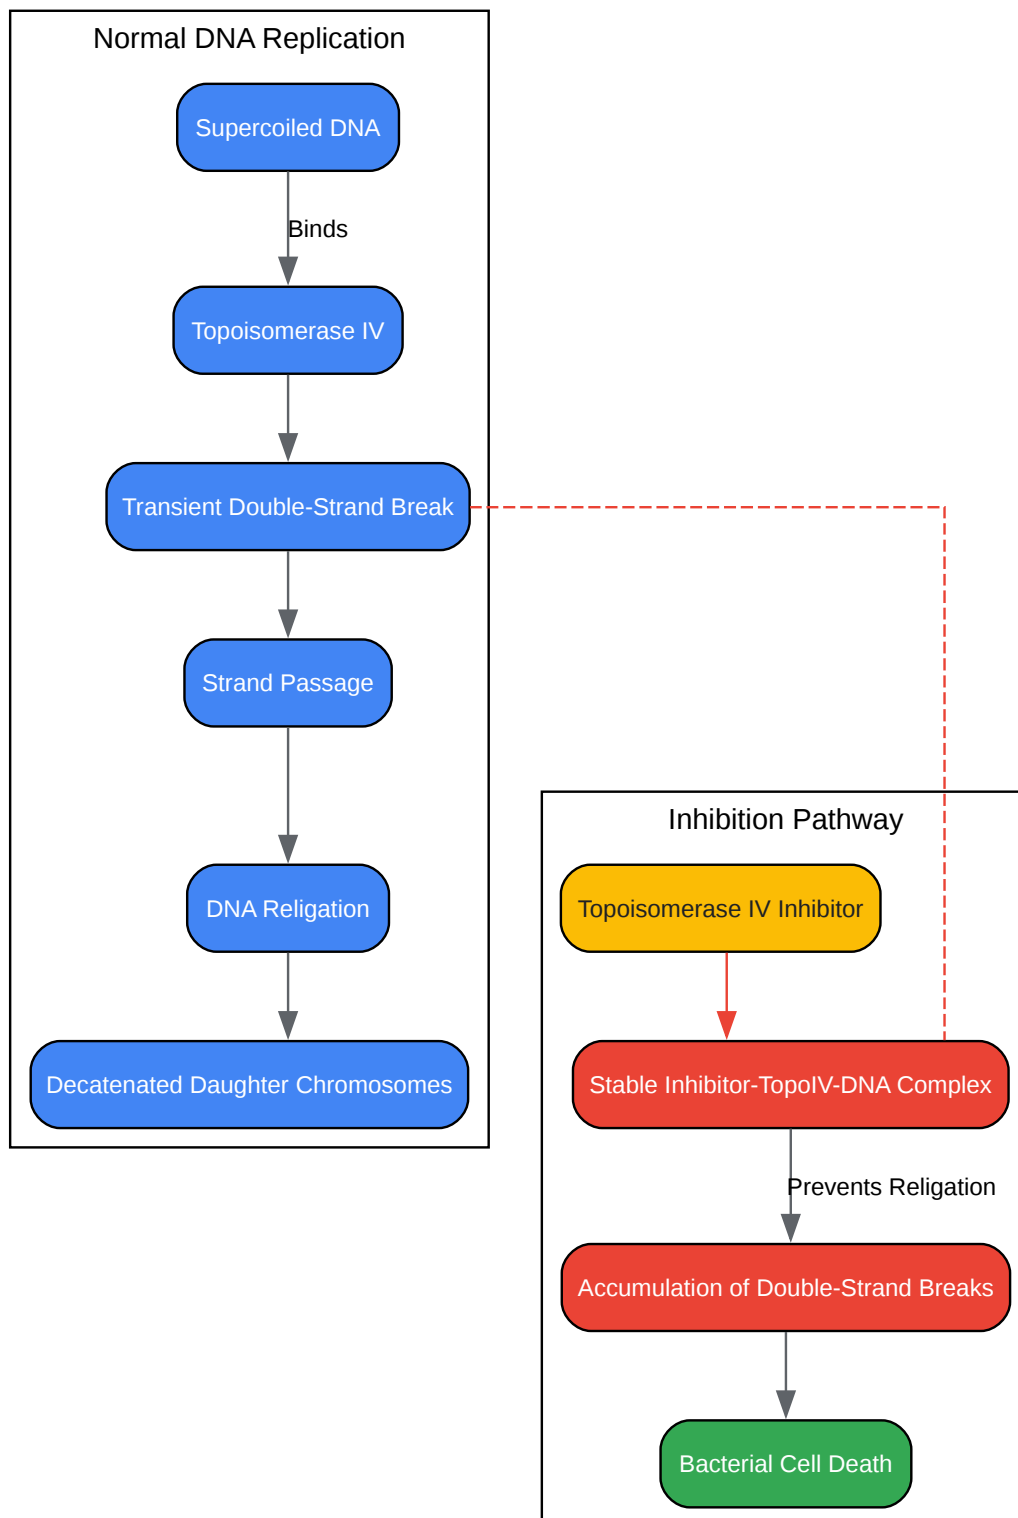 Normal DNA Replication
Supercoiled DNA
Binds
Topoisomerase IV
Transient Double-Strand Break
Strand Passage
DNA Religation
Decatenated Daughter Chromosomes
Inhibition Pathway
Topoisomerase IV Inhibitor
Stable Inhibitor-TopoIV-DNA Complex
Prevents Religation
Accumulation of Double-Strand Breaks
Bacterial Cell Death